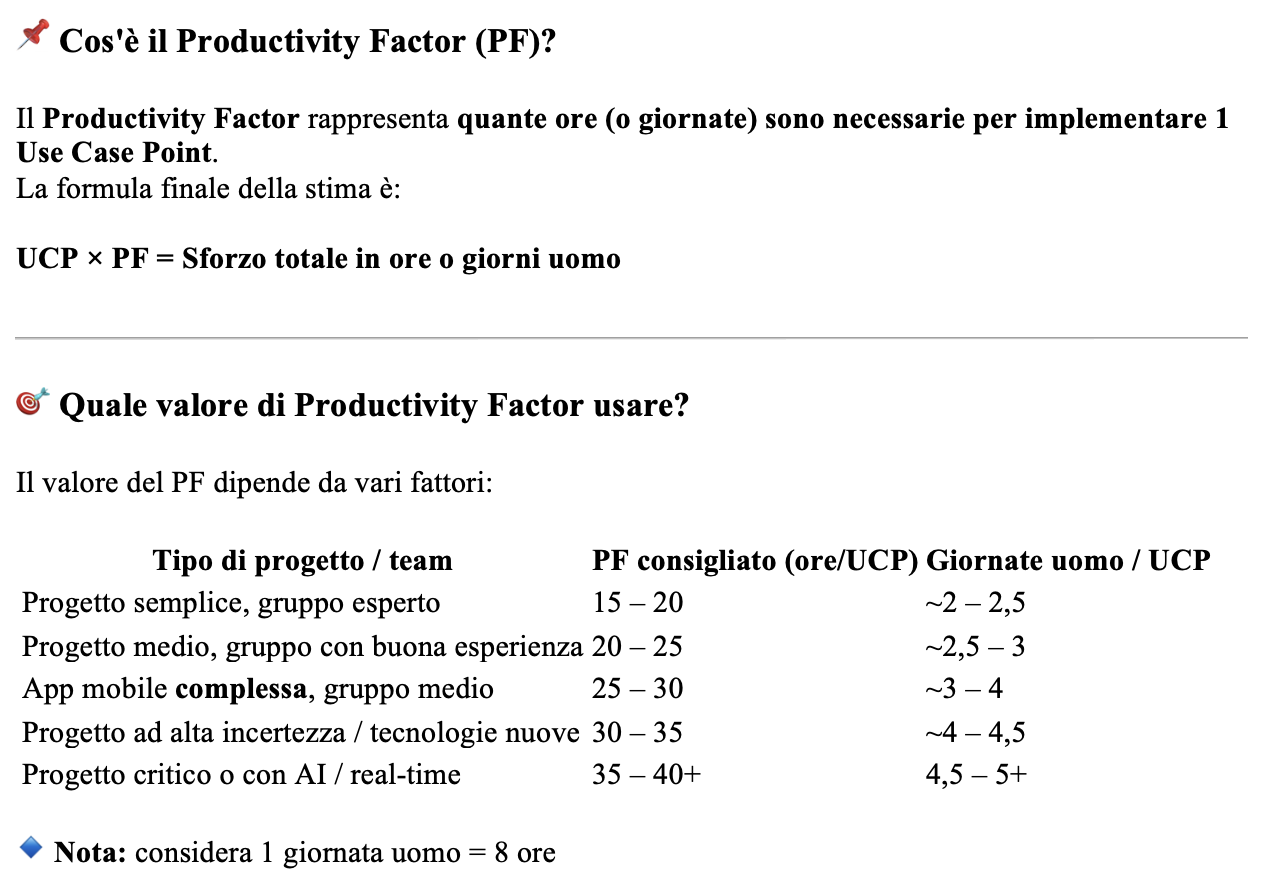 📌 Cos'è il Productivity Factor (PF)?
Il Productivity Factor rappresenta quante ore (o giornate) sono necessarie per implementare 1
Use Case Point.
La formula finale della stima è:
UCP × PF = Sforzo totale in ore o giorni uomo
🎯 Quale valore di Productivity Factor usare?
Il valore del PF dipende da vari fattori:
Tipo di progetto / team PF consigliato (ore/UCP) Giornate uomo / UCP
Progetto semplice, gruppo esperto 15 – 20 ~2 – 2,5
Progetto medio, gruppo con buona esperienza 20 – 25 ~2,5 – 3
App mobile complessa, gruppo medio 25 – 30 ~3 – 4
Progetto ad alta incertezza / tecnologie nuove 30 – 35 ~4 – 4,5
Progetto critico o con AI / real-time 35 – 40+ 4,5 – 5+
🔹 Nota: considera 1 giornata uomo = 8 ore